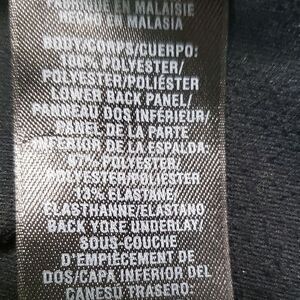 FABRIQUÉ EN MALAISIE
HECHO EN MALASIA
BODY/CORPS/CUERPO:
100% POLYESTER/
POLYESTER/POLIÉSTER
LOWER BACK PANEL/
PANNEAU DOS INFÉRIEUR/
PANEL DE LA PARTE
INFERIOR DE LA ESPALDA:
87% POLYESTER/
POLYESTER/POLIÉSTER
13% ELASTANE/
ÉLASTHANNE/ELASTANO
BACK YOKE UNDERLAY/
SOUS-COUCHE
D'EMPIÈCEMENT DE
DOS/CAPA INFERIOR DEL
CANESÚ TRASERO: